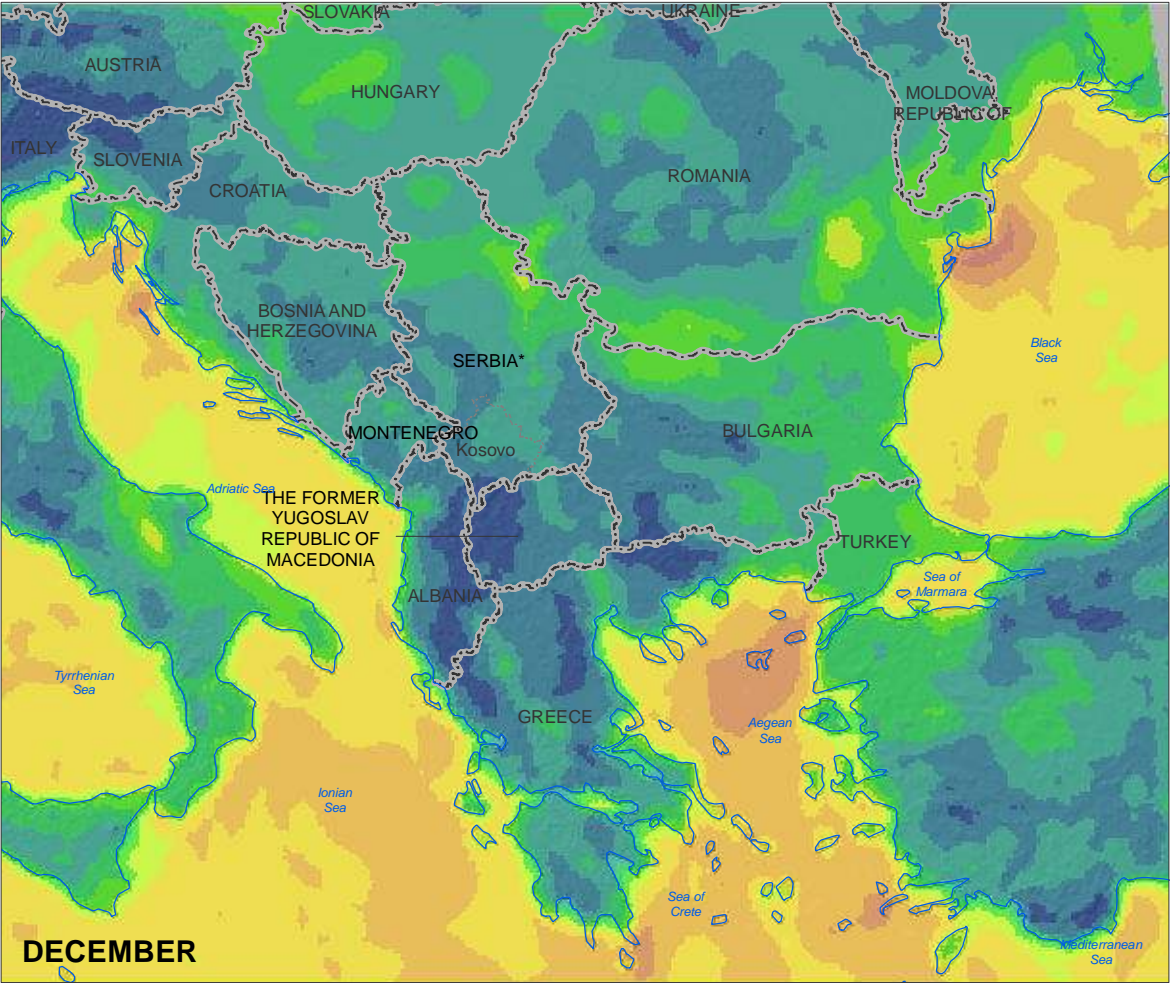 SLOVAKIA
UKRAINE
AUSTRIA
HUNGARY
MOLDOVA
REPUBLIC OF
ITALY
SLOVENIA
CROATIA
ROMANIA
BOSNIA AND
HERZEGOVINA
SERBIA*
Black
Sea
MONTENEGRO
Kosovo
BULGARIA
Adriatic Sea
THE FORMER
YUGOSLAV
REPUBLIC OF
MACEDONIA
TURKEY
Sea of
Marmara
ALBANIA
Tyrrhenian
Sea
GREECE
Aegean
Sea
Ionian
Sea
Sea of
Crete
DECEMBER
Mediterranean
Sea